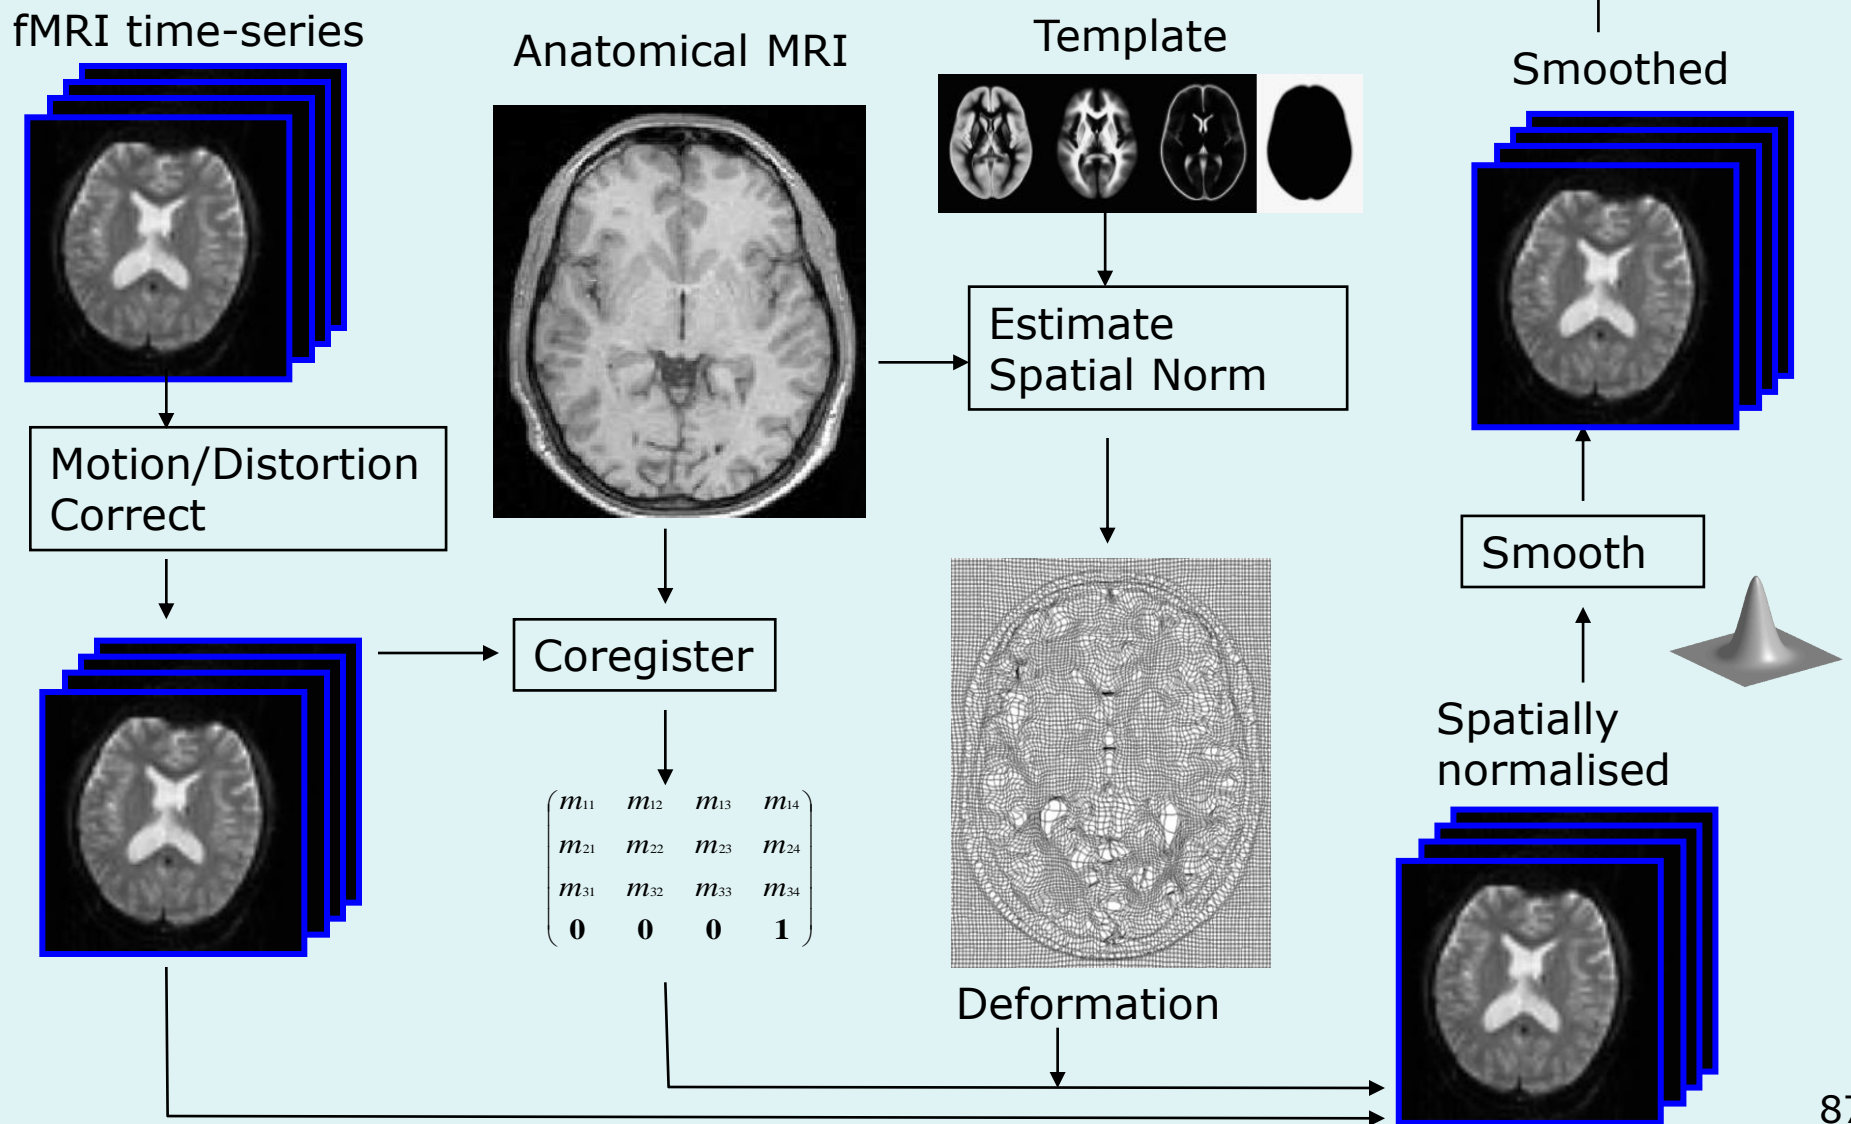 fMRI time-series
Anatomical MRI
Template
Smoothed
Estimate
Spatial Norm
Motion/Distortion
Correct
Smooth
Coregister
Spatially
normalised
m11 m12 m13 m14
m21 m22 m23 m24
m31 m32 m33 m34
0 0 0 1
Deformation
87